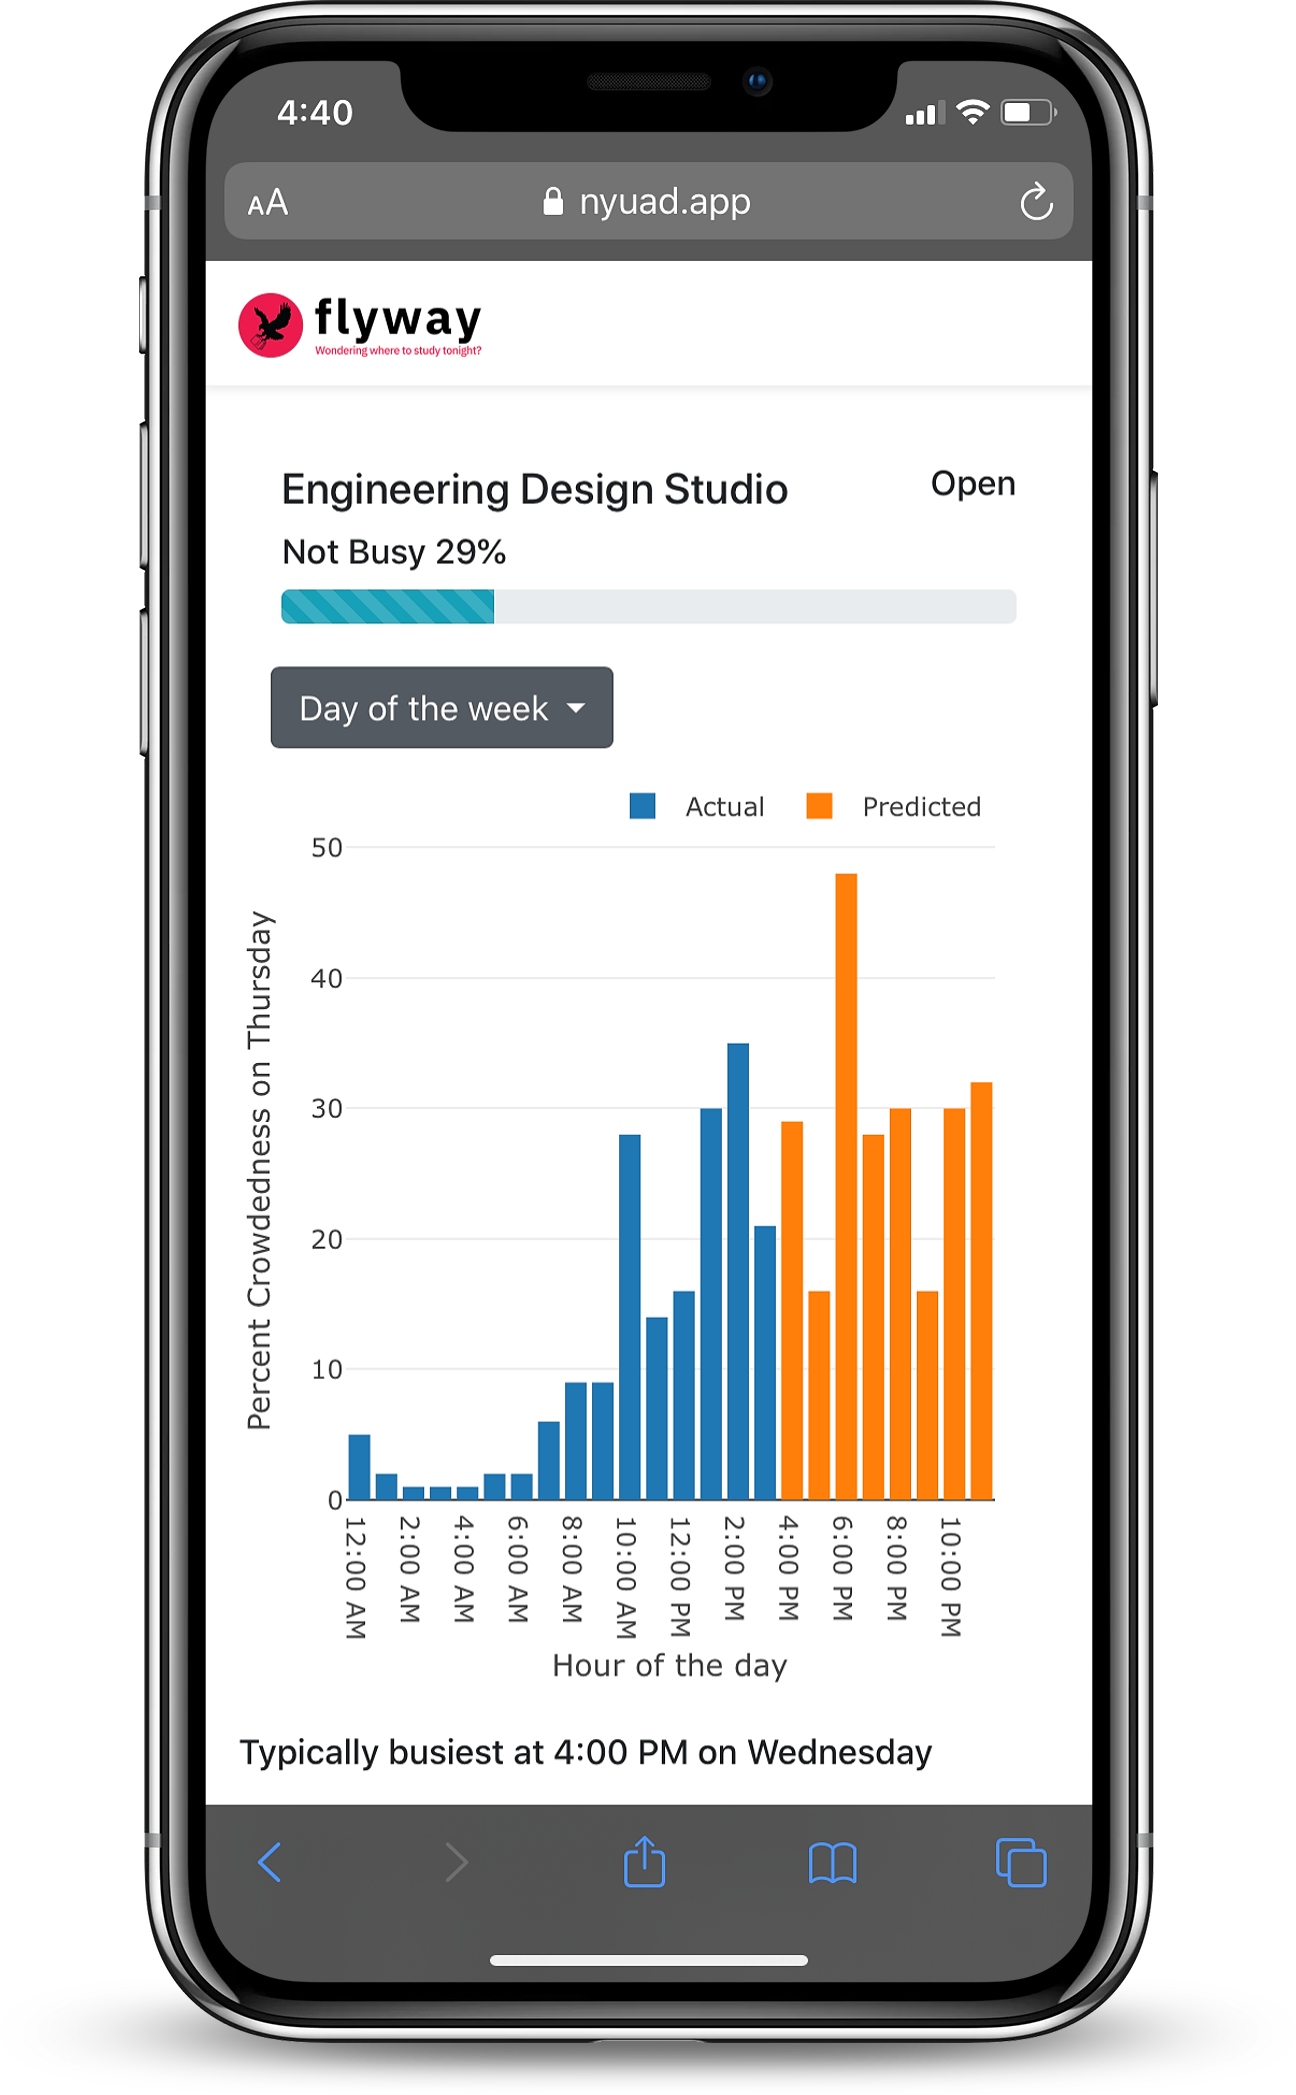 4:40
AA nyuad.app
flyway
Wondering where to study tonight?
Engineering Design Studio
Open
Not Busy 29%
Day of the week
Actual Predicted
50
40
30
20
10
0
Percent Crowdedness on Thursday
12:00 AM
2:00 AM
4:00 AM
6:00 AM
8:00 AM
10:00 AM
12:00 PM
2:00 PM
4:00 PM
6:00 PM
8:00 PM
10:00 PM
Hour of the day
Typically busiest at 4:00 PM on Wednesday